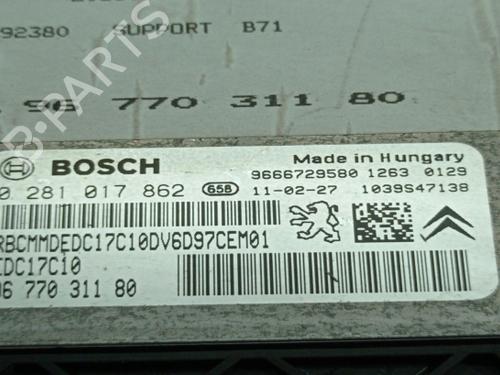 92380 SUPPORT B71
96 770 311 80
BOSCH
Made in Hungary
9666729580 1263 0129
0 281 017 862 658 11-02-27 1039S47138
RBCMMDEDC17C10DV6D97CEM01
EDC17C10
96 770 311 80
B-PARTS